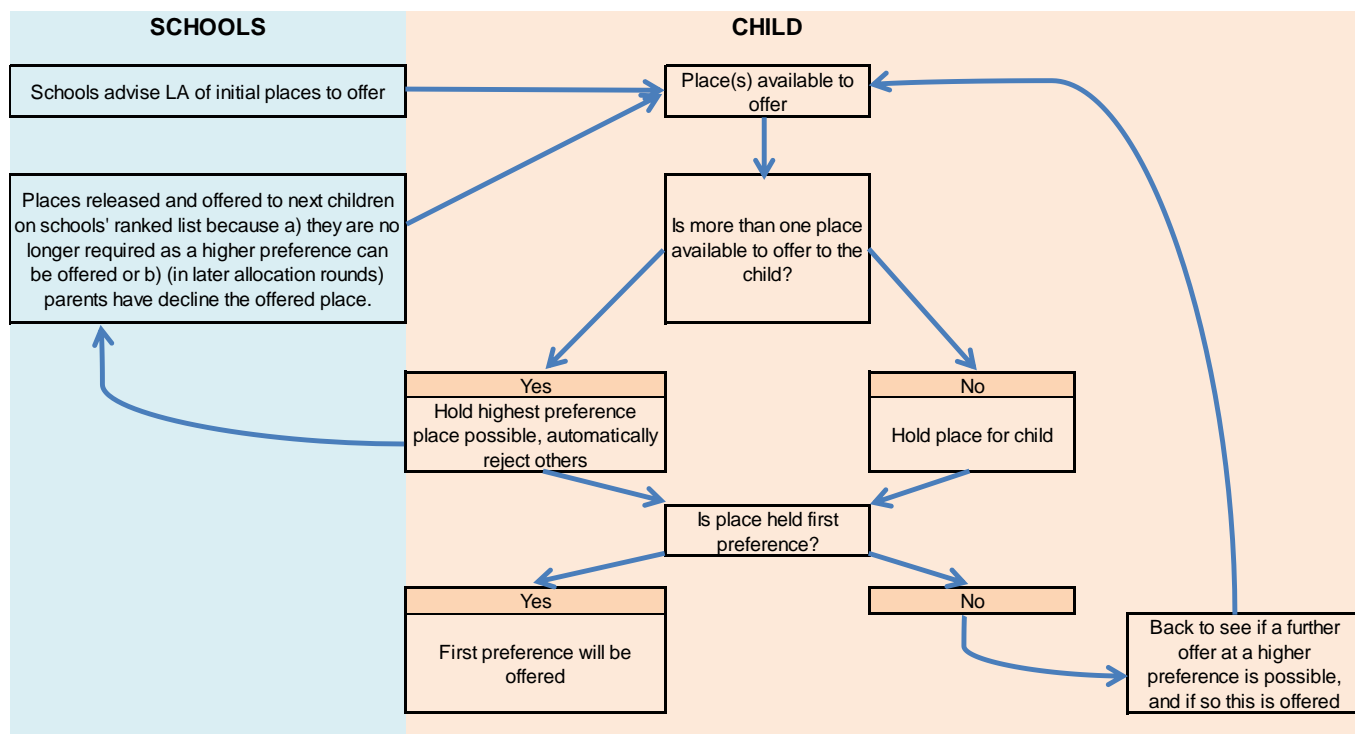 SCHOOLS
CHILD
Schools advise LA of initial places to offer
Place(s) available to
offer
Places released and offered to next children
on schools' ranked list because a) they are no
longer required as a higher preference can
be offered or b) (in later allocation rounds)
parents have decline the offered place.
Is more than one place
available to offer to the
child?
Yes
Hold highest preference
place possible, automatically
reject others
No
Hold place for child
Is place held first
preference?
Yes
First preference will be
offered
No
Back to see if a further
offer at a higher
preference is possible,
and if so this is offered